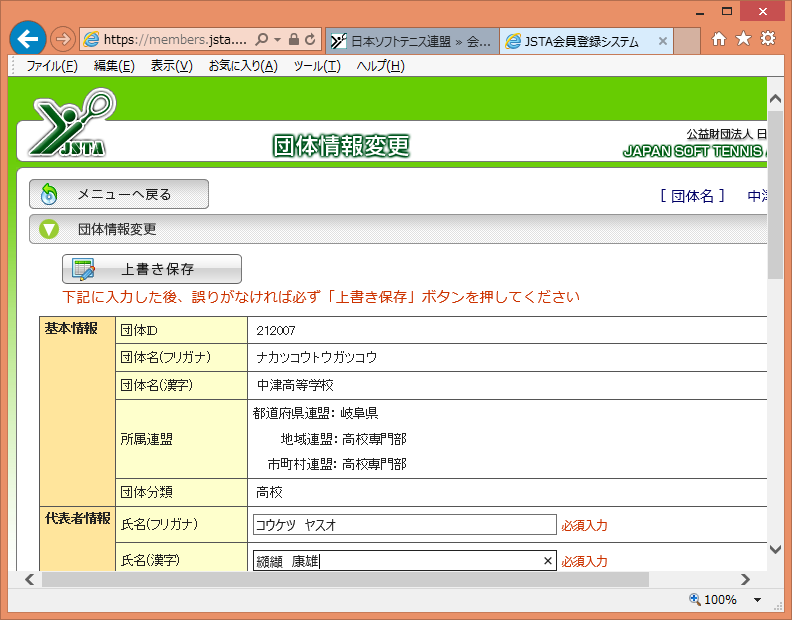 https://members.jsta....
日本ソフトテニス連盟 » 会...
JSTA会員登録システム
ファイル(F) 編集(E) 表示(V) お気に入り(A) ツール(T) ヘルプ(H)
JSTA
団体情報変更
公益財団法人 日
JAPAN SOFT TENNIS
メニューへ戻る
[ 団体名 ] 中津
団体情報変更
上書き保存
下記に入力した後、誤りがなければ必ず「上書き保存」ボタンを押してください
基本情報
団体ID 212007
団体名(フリガナ) ナカツコウトウガツコウ
団体名(漢字) 中津高等学校
所属連盟
都道府県連盟: 岐阜県
地域連盟: 高校専門部
市町村連盟: 高校専門部
団体分類 高校
代表者情報
氏名(フリガナ) コウケツ ヤスオ 必須入力
氏名(漢字) 纐纈 康雄 必須入力
100%